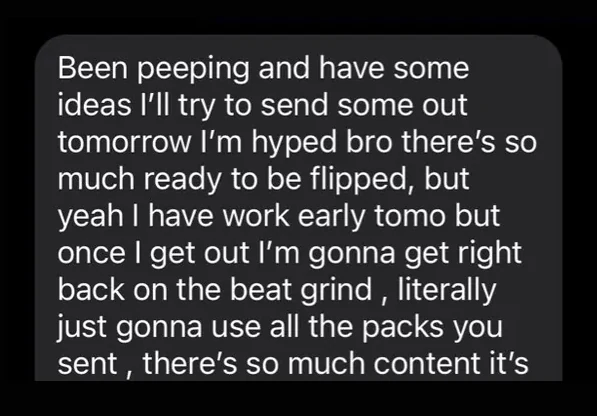 Been peeping and have some
ideas I’ll try to send some out
tomorrow I’m hyped bro there’s so
much ready to be flipped, but
yeah I have work early tomo but
once I get out I’m gonna get right
back on the beat grind , literally
just gonna use all the packs you
sent , there’s so much content it’s